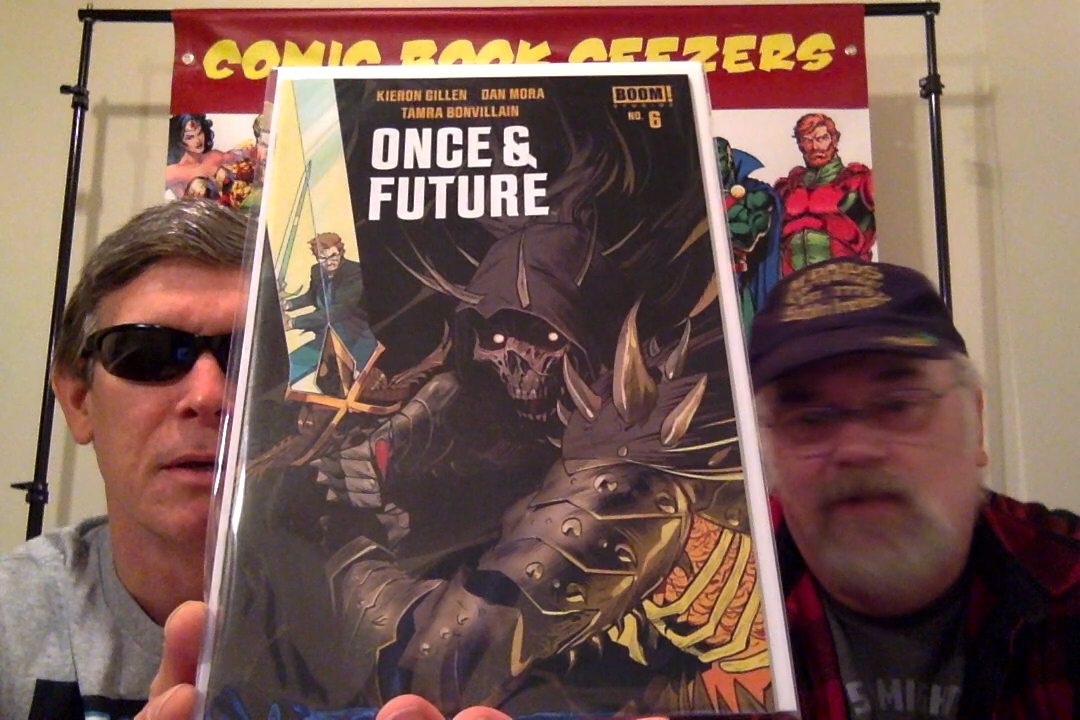 COMIC BOOK GEEZERS
KIERON GILLEN DAN MORA
TAMRA BONVILLAIN
BOOM!
STUDIOS
NO. 6
ONCE &
FUTURE